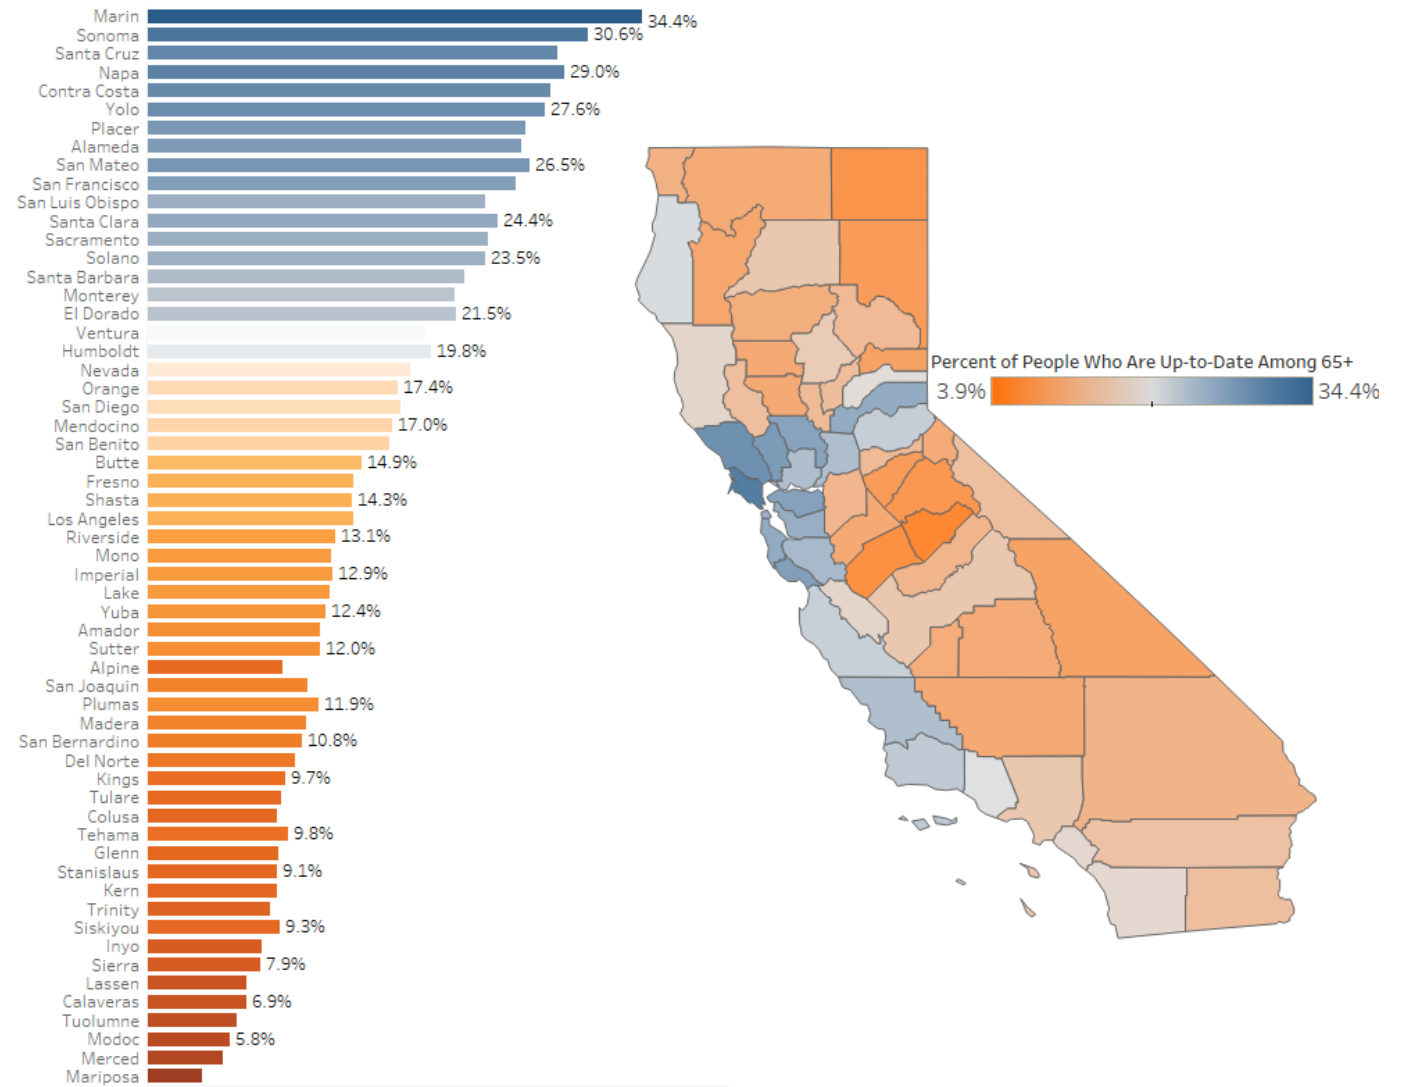 Marin 34.4%
Sonoma 30.6%
Santa Cruz
Napa 29.0%
Contra Costa
Yolo 27.6%
Placer
Alameda
San Mateo 26.5%
San Francisco
San Luis Obispo
Santa Clara 24.4%
Sacramento
Solano 23.5%
Santa Barbara
Monterey
El Dorado 21.5%
Ventura
Humboldt 19.8%
Nevada
Orange 17.4%
San Diego
Mendocino 17.0%
San Benito
Butte 14.9%
Fresno
Shasta 14.3%
Los Angeles
Riverside 13.1%
Mono
Imperial 12.9%
Lake
Yuba 12.4%
Amador
Sutter 12.0%
Alpine
San Joaquin
Plumas 11.9%
Madera
San Bernardino 10.8%
Del Norte
Kings 9.7%
Tulare
Colusa
Tehama 9.8%
Glenn
Stanislaus 9.1%
Kern
Trinity
Siskiyou 9.3%
Inyo
Sierra 7.9%
Lassen
Calaveras 6.9%
Tuolumne
Modoc 5.8%
Merced
Mariposa
Percent of People Who Are Up-to-Date Among 65+
3.9% 34.4%